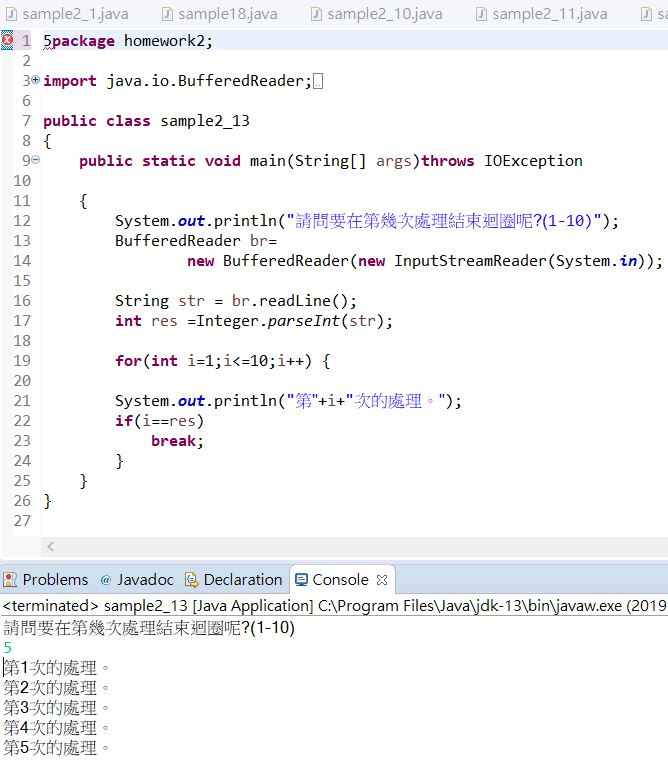 sample2_1.java sample18.java sample2_10.java sample2_11.java sa
1 5package homework2;
2
3 import java.io.BufferedReader;
6
7 public class sample2_13
8 {
9 public static void main(String[] args)throws IOException
10
11 {
12 System.out.println("請問要在第幾次處理結束迴圈呢?(1-10)");
13 BufferedReader br=
14 new BufferedReader(new InputStreamReader(System.in));
15
16 String str = br.readLine();
17 int res =Integer.parseInt(str);
18
19 for(int i=1;i<=10;i++) {
20
21 System.out.println("第"+i+"次的處理。");
22 if(i==res)
23 break;
24 }
25 }
26 }
27
Problems @ Javadoc Declaration Console
<terminated> sample2_13 [Java Application] C:\Program Files\Java\jdk-13\bin\javaw.exe (2019
請問要在第幾次處理結束迴圈呢?(1-10)
5
第1次的處理。
第2次的處理。
第3次的處理。
第4次的處理。
第5次的處理。